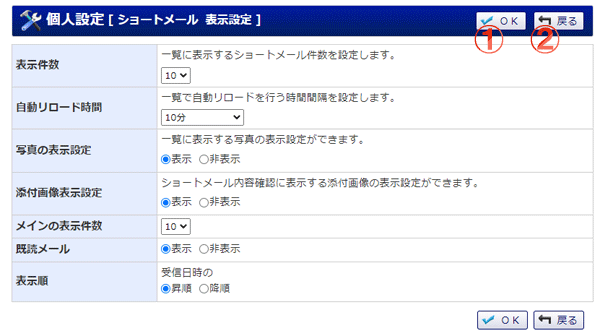 個人設定 [ ショートメール 表示設定 ]
ＯＫ 戻る
① ②
表示件数 一覧に表示するショートメール件数を設定します。
10
自動リロード時間 一覧で自動リロードを行う時間間隔を設定します。
10分
写真の表示設定 一覧に表示する写真の表示設定ができます。
表示 非表示
添付画像表示設定 ショートメール内容確認に表示する添付画像の表示設定ができます。
表示 非表示
メインの表示件数 10
既読メール 表示 非表示
表示順 受信日時の
昇順 降順
ＯＫ 戻る